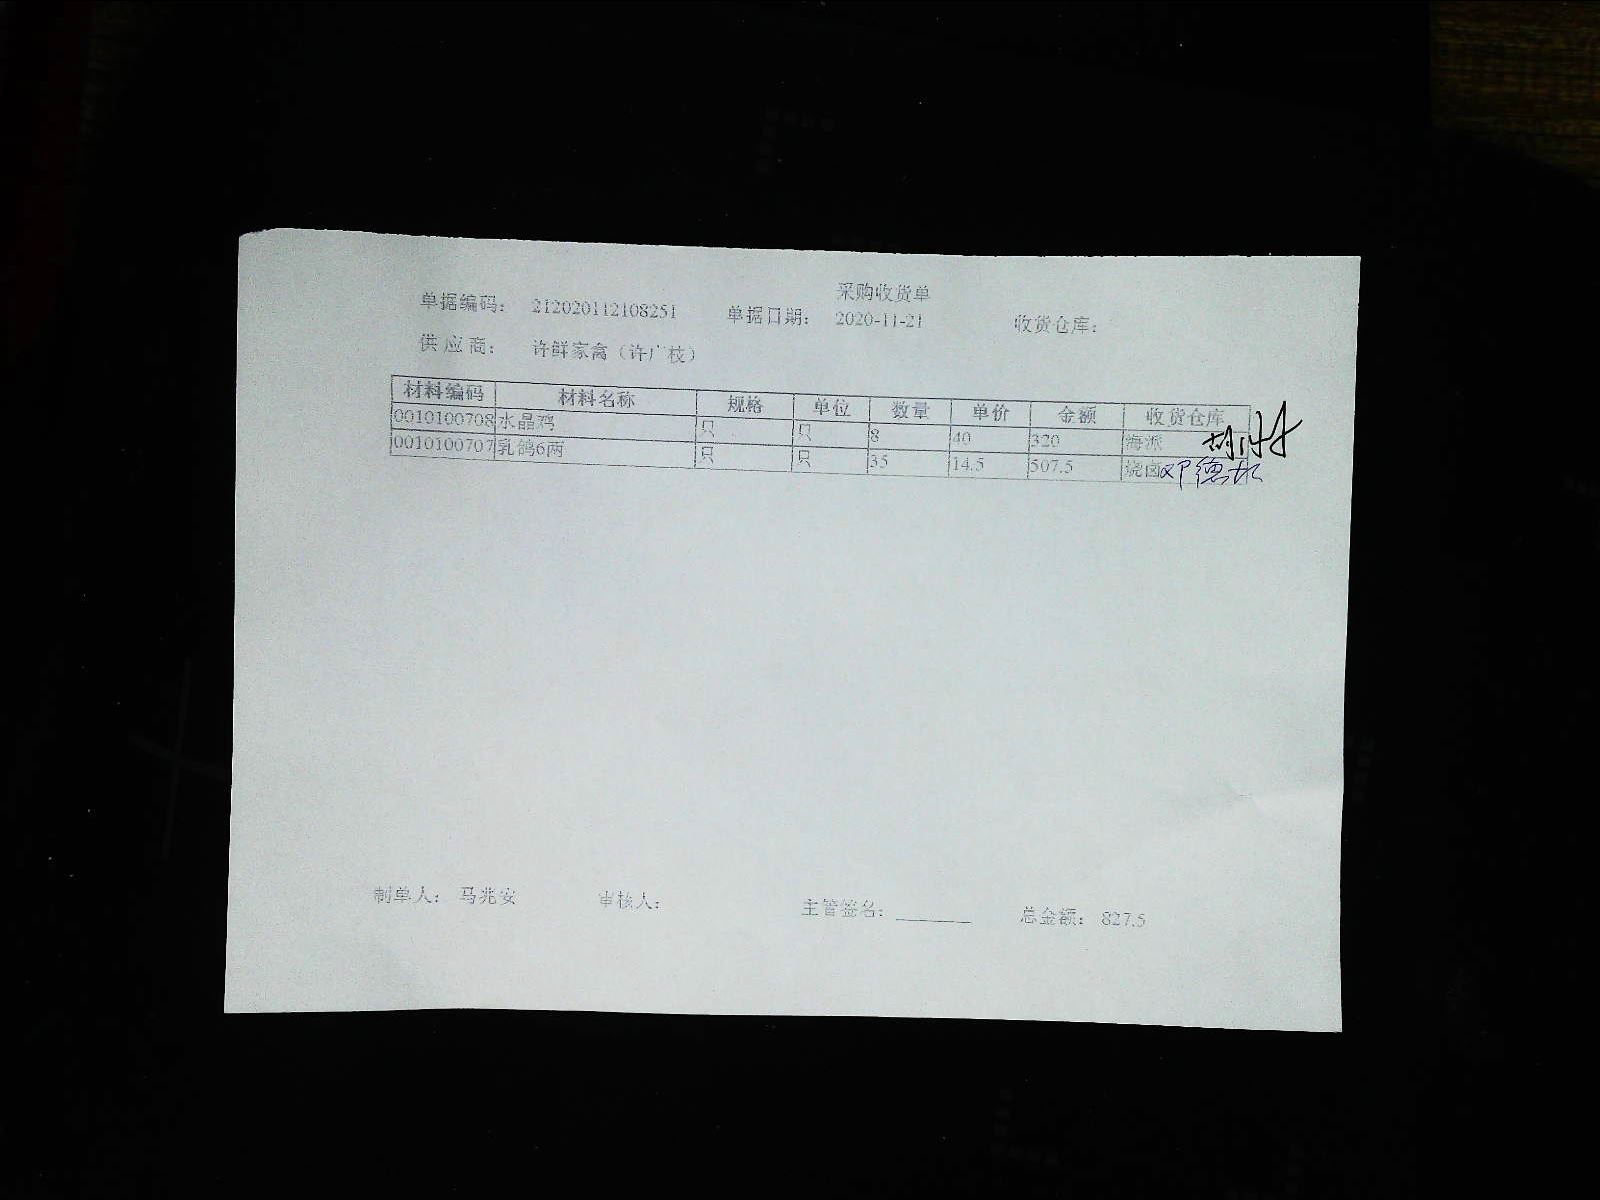 采购收货单
单据编码: 212020112108251 单据日期: 2020-11-21 收货仓库:
供应商: 许鲜家禽（许广枝）
材料编码 材料名称 规格 单位 数量 单价 金额 收货仓库
0010100708 水晶鸡 只 只 8 40 320 海派
0010100707 乳鸽6两 只 只 35 14.5 507.5 烧卤
制单人: 马兆安 审核人: 主管签名: 总金额: 827.5